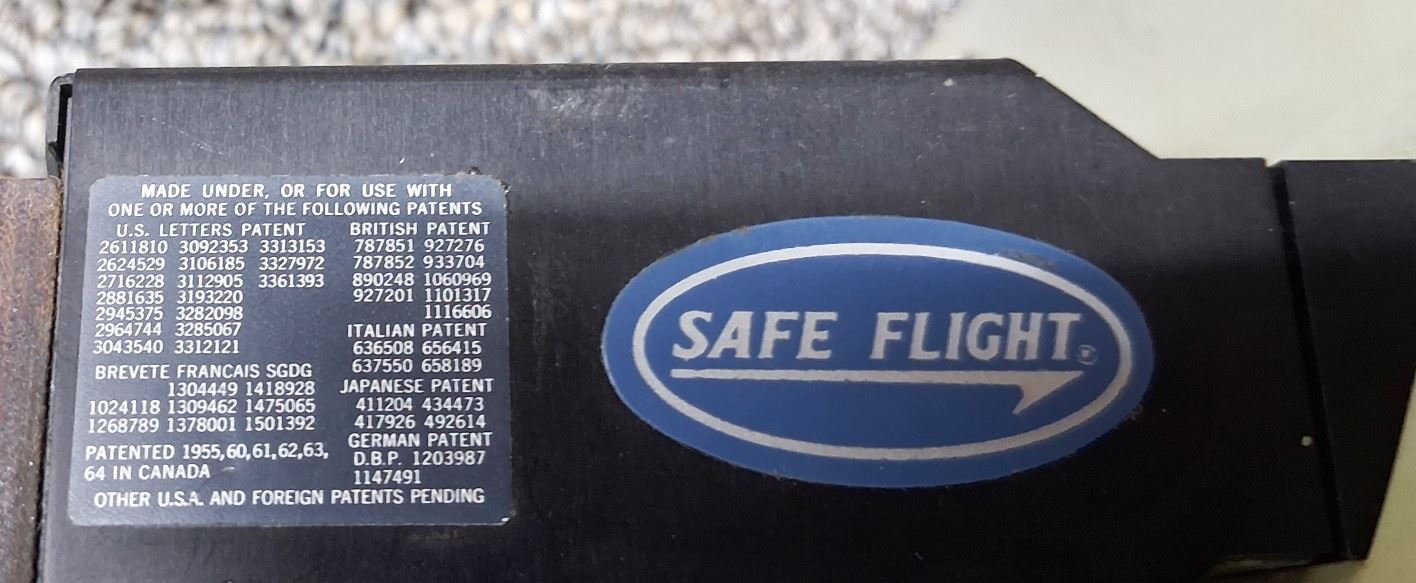 MADE UNDER, OR FOR USE WITH
ONE OR MORE OF THE FOLLOWING PATENTS
U.S. LETTERS PATENT
2611810 3092353 3313153
2624529 3106185 3327972
2716228 3112905 3361393
2881635 3193220
2945375 3282098
2964744 3285067
3043540 3312121
BREVETE FRANCAIS SGDG
1304449 1418928
1024118 1309462 1475065
1268789 1378001 1501392
PATENTED 1955,60,61,62,63,
64 IN CANADA
BRITISH PATENT
787851 927276
787852 933704
890248 1060969
927201 1101317
1116606
ITALIAN PATENT
636508 656415
637550 658189
JAPANESE PATENT
411204 434473
417926 492614
GERMAN PATENT
D.B.P. 1203987
1147491
OTHER U.S.A. AND FOREIGN PATENTS PENDING
SAFE FLIGHT®